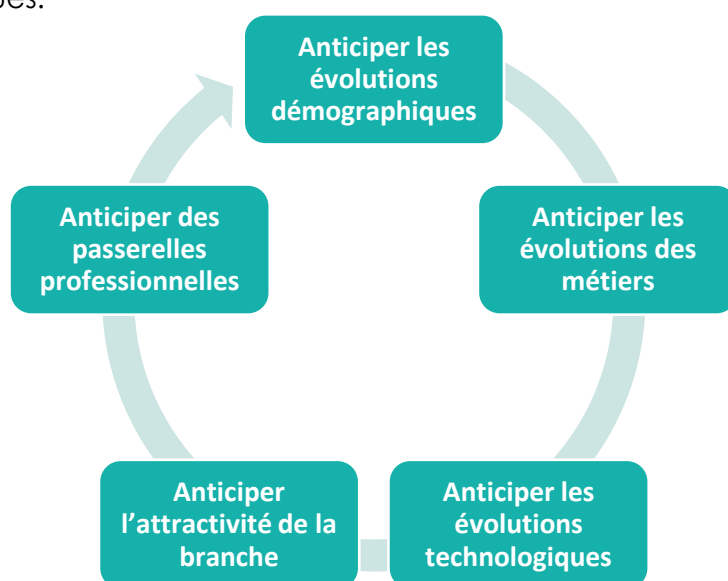 Anticiper les
évolutions
démographiques
Anticiper les
évolutions des
métiers
Anticiper les
évolutions
technologiques
Anticiper
l’attractivité de la
branche
Anticiper des
passerelles
professionnelles